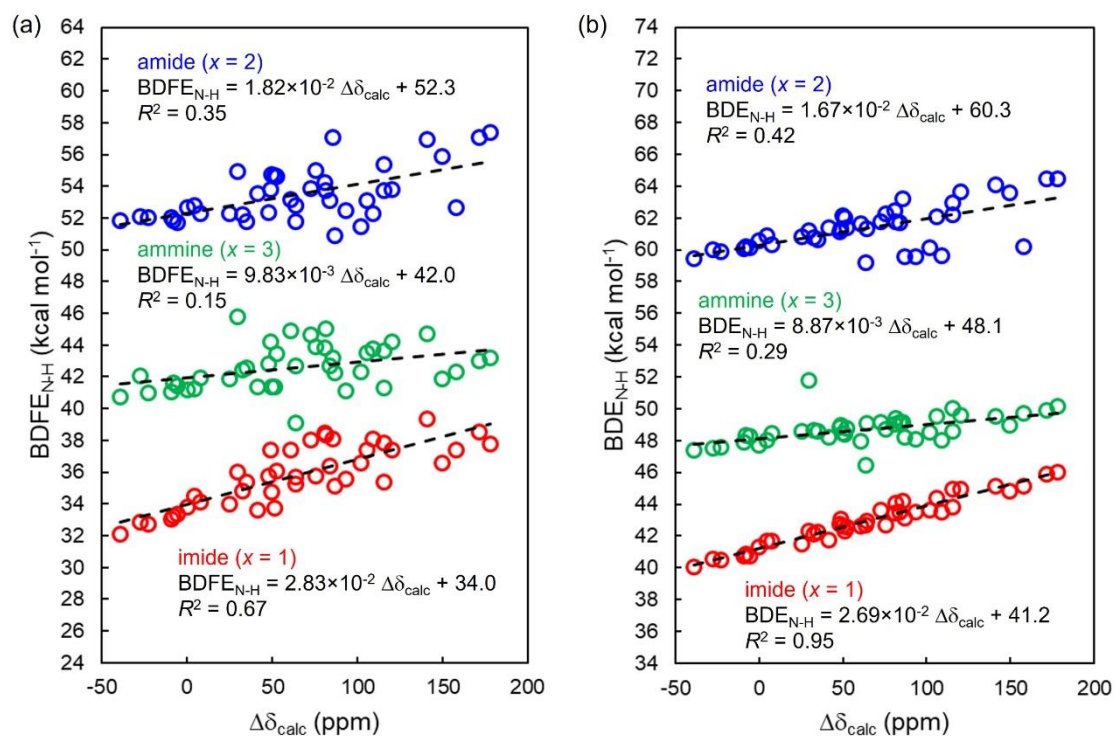 (a)
64
62
60
58
56
54
52
50
48
46
44
42
40
38
36
34
32
30
28
26
24
BDFE_N-H (kcal mol⁻¹)
amide (x = 2)
BDFE_N-H = 1.82×10⁻² Δδ_calc + 52.3
R² = 0.35
ammine (x = 3)
BDFE_N-H = 9.83×10⁻³ Δδ_calc + 42.0
R² = 0.15
imide (x = 1)
BDFE_N-H = 2.83×10⁻² Δδ_calc + 34.0
R² = 0.67
-50 0 50 100 150 200
Δδ_calc (ppm)
(b)
74
72
70
68
66
64
62
60
58
56
54
52
50
48
46
44
42
40
38
36
34
BDE_N-H (kcal mol⁻¹)
amide (x = 2)
BDE_N-H = 1.67×10⁻² Δδ_calc + 60.3
R² = 0.42
ammine (x = 3)
BDE_N-H = 8.87×10⁻³ Δδ_calc + 48.1
R² = 0.29
imide (x = 1)
BDE_N-H = 2.69×10⁻² Δδ_calc + 41.2
R² = 0.95
-50 0 50 100 150 200
Δδ_calc (ppm)